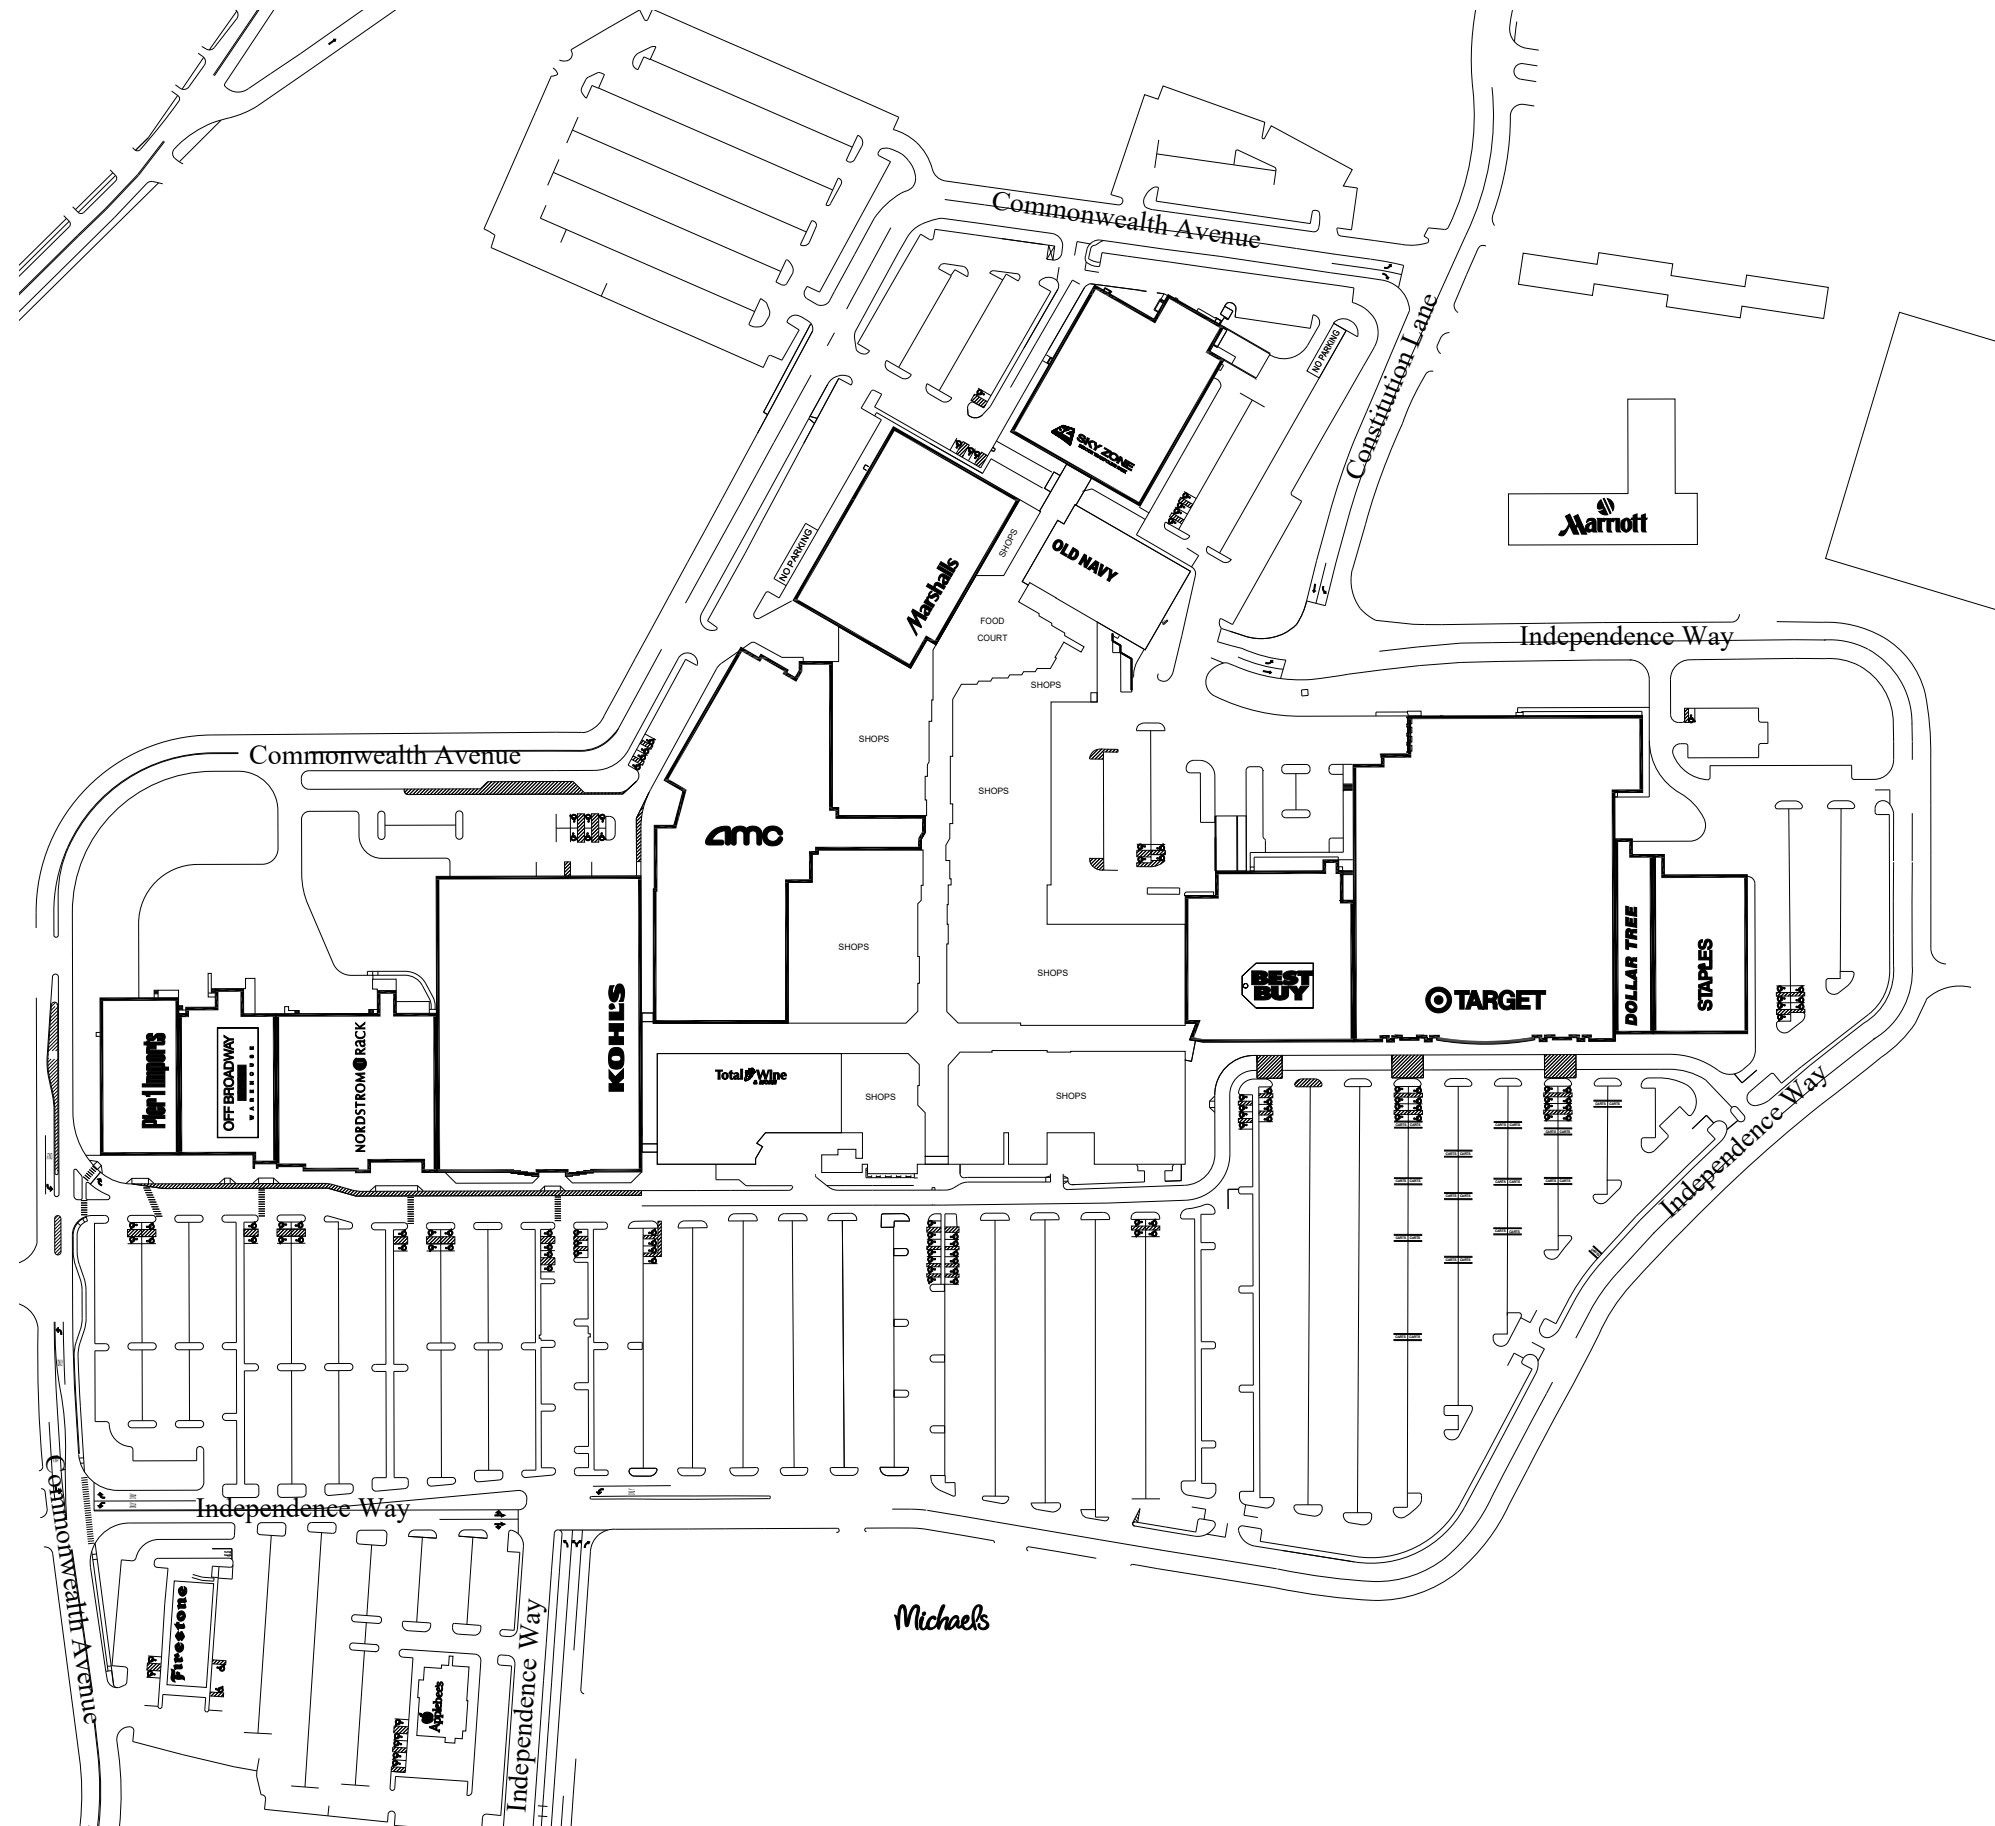 Commonwealth Avenue
Constitution Lane
NO PARKING
SKY ZONE
Marriott
NO PARKING
SHOPS
OLD NAVY
Marshalls
FOOD
COURT
Independence Way
SHOPS
SHOPS
Commonwealth Avenue
SHOPS
amc
SHOPS
SHOPS
BEST
BUY
TARGET
DOLLAR TREE
STAPLES
KOHL'S
Pier 1 Imports
OFF BROADWAY
WAREHOUSE
NORDSTROM RACK
Total Wine
& MORE
SHOPS
SHOPS
Independence Way
Commonwealth Avenue
Independence Way
Firestone
Michaels
Applebee's
Independence Way